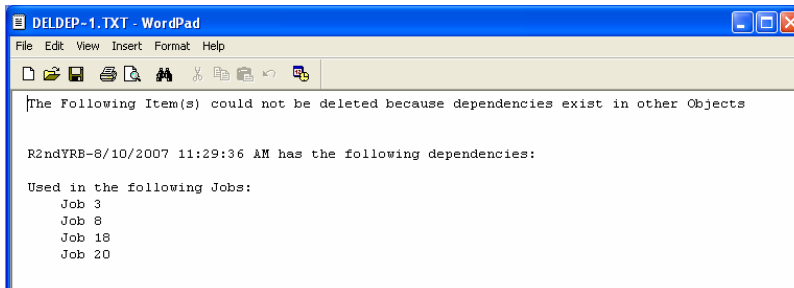 DELDEP~1.TXT - WordPad
File Edit View Insert Format Help
The Following Item(s) could not be deleted because dependencies exist in other Objects
R2ndYRB-8/10/2007 11:29:36 AM has the following dependencies:
Used in the following Jobs:
Job 3
Job 8
Job 18
Job 20